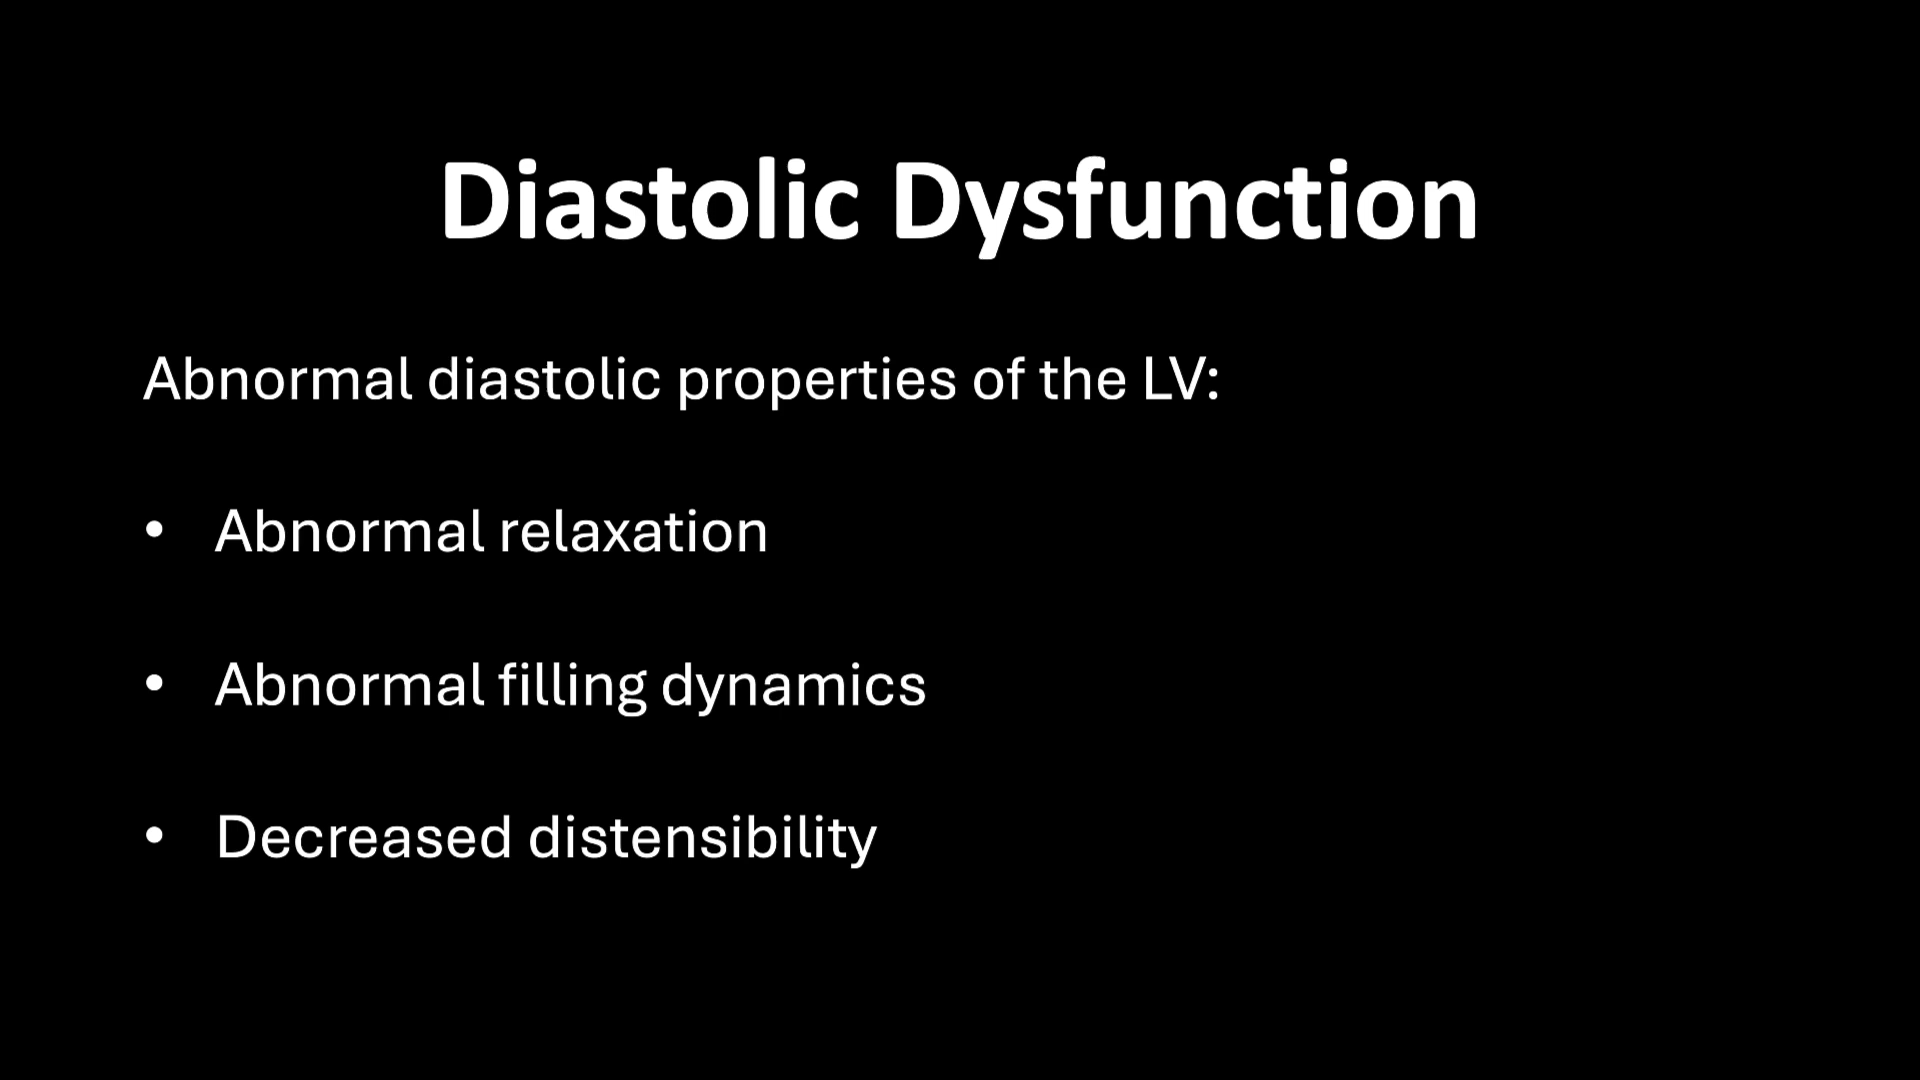 Diastolic Dysfunction
Abnormal diastolic properties of the LV:
• Abnormal relaxation
• Abnormal filling dynamics
• Decreased distensibility